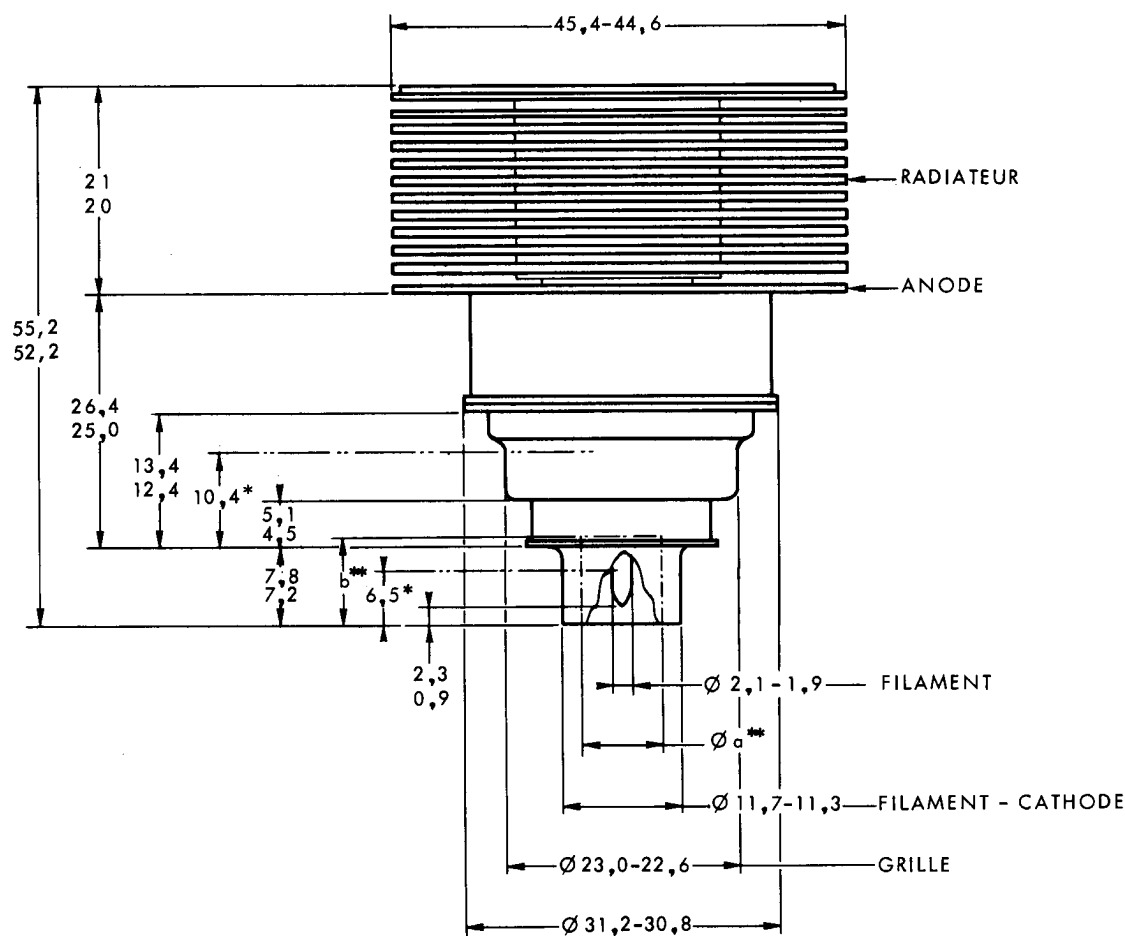 45,4-44,6
21
20
RADIATEUR
ANODE
55,2
52,2
26,4
25,0
13,4
12,4
10,4*
5,1
4,5
7,8
7,2
b**
6,5*
2,3
0,9
Ø 2,1-1,9 FILAMENT
Ø a**
Ø 11,7-11,3 FILAMENT - CATHODE
Ø 23,0-22,6 GRILLE
Ø 31,2-30,8